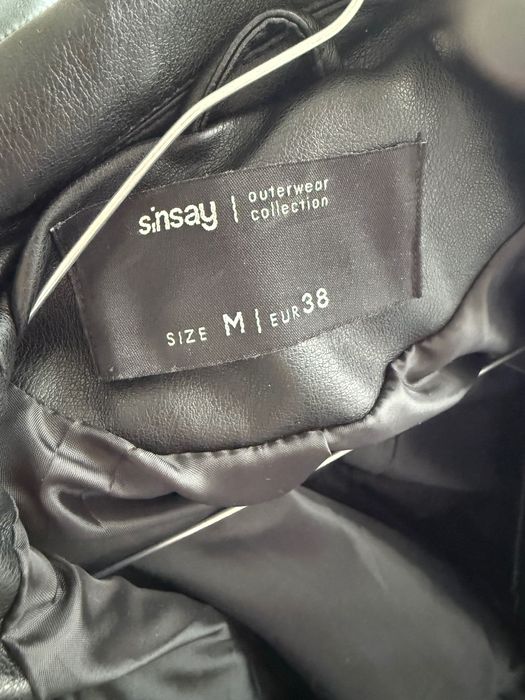 sinsay | outerwear
collection
SIZE M | EUR 38